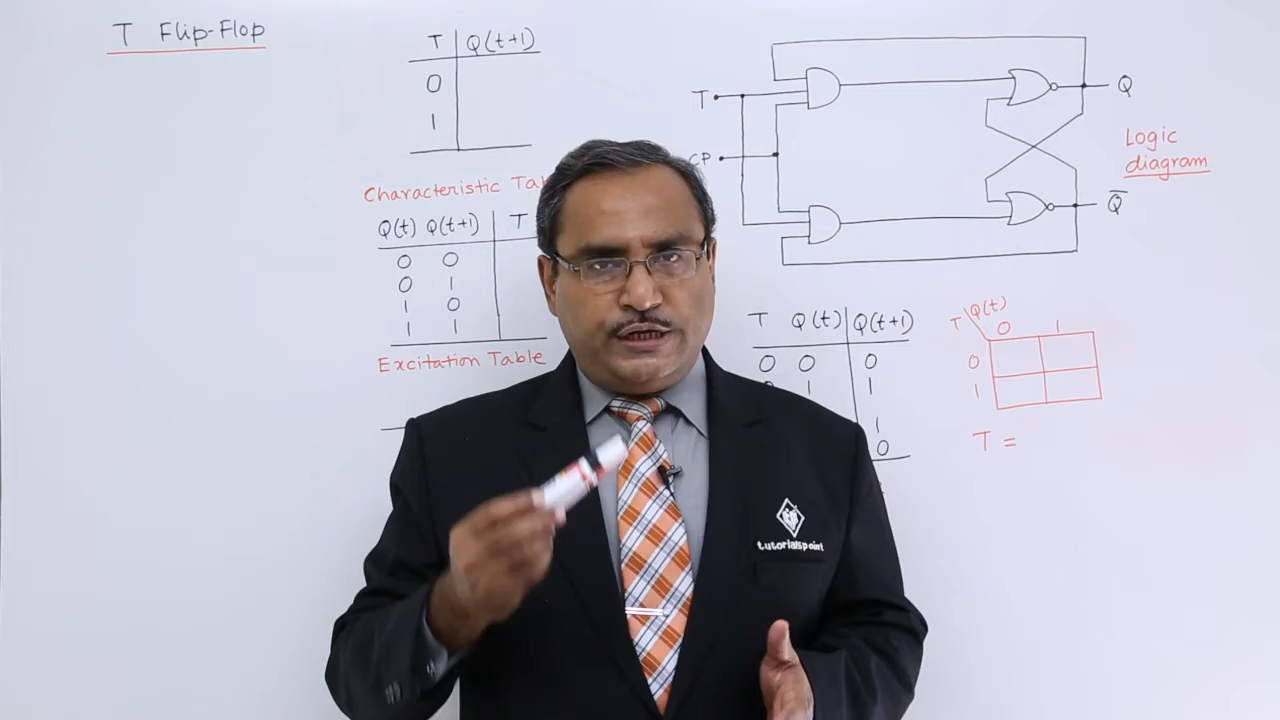 T Flip-Flop
T Q(t+1)
0
1
Characteristic
Q(t) Q(t+1) T
0 0
0 1
1 0
1 1
Excitation Table
T
CP
Q
Q̅
Logic
diagram
T Q(t) Q(t+1)
0 0 0
1 1
1
0
T Q(t)
0 1
0
1
T =
tutorialspoint